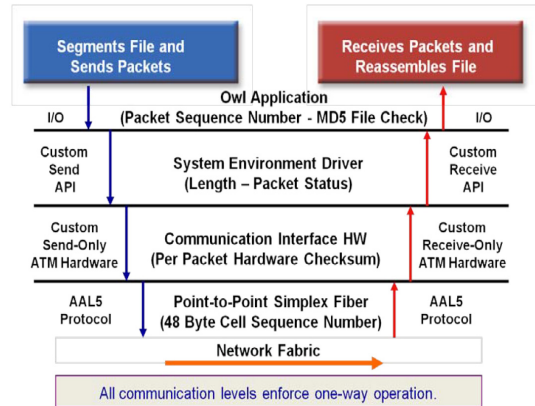 Segments File and
Sends Packets
Receives Packets and
Reassembles File
Owl Application
I/O
(Packet Sequence Number - MD5 File Check)
I/O
Custom
Send
API
System Environment Driver
(Length – Packet Status)
Custom
Receive
API
Custom
Send-Only
ATM Hardware
Communication Interface HW
(Per Packet Hardware Checksum)
Custom
Receive-Only
ATM Hardware
AAL5
Protocol
Point-to-Point Simplex Fiber
(48 Byte Cell Sequence Number)
AAL5
Protocol
Network Fabric
All communication levels enforce one-way operation.